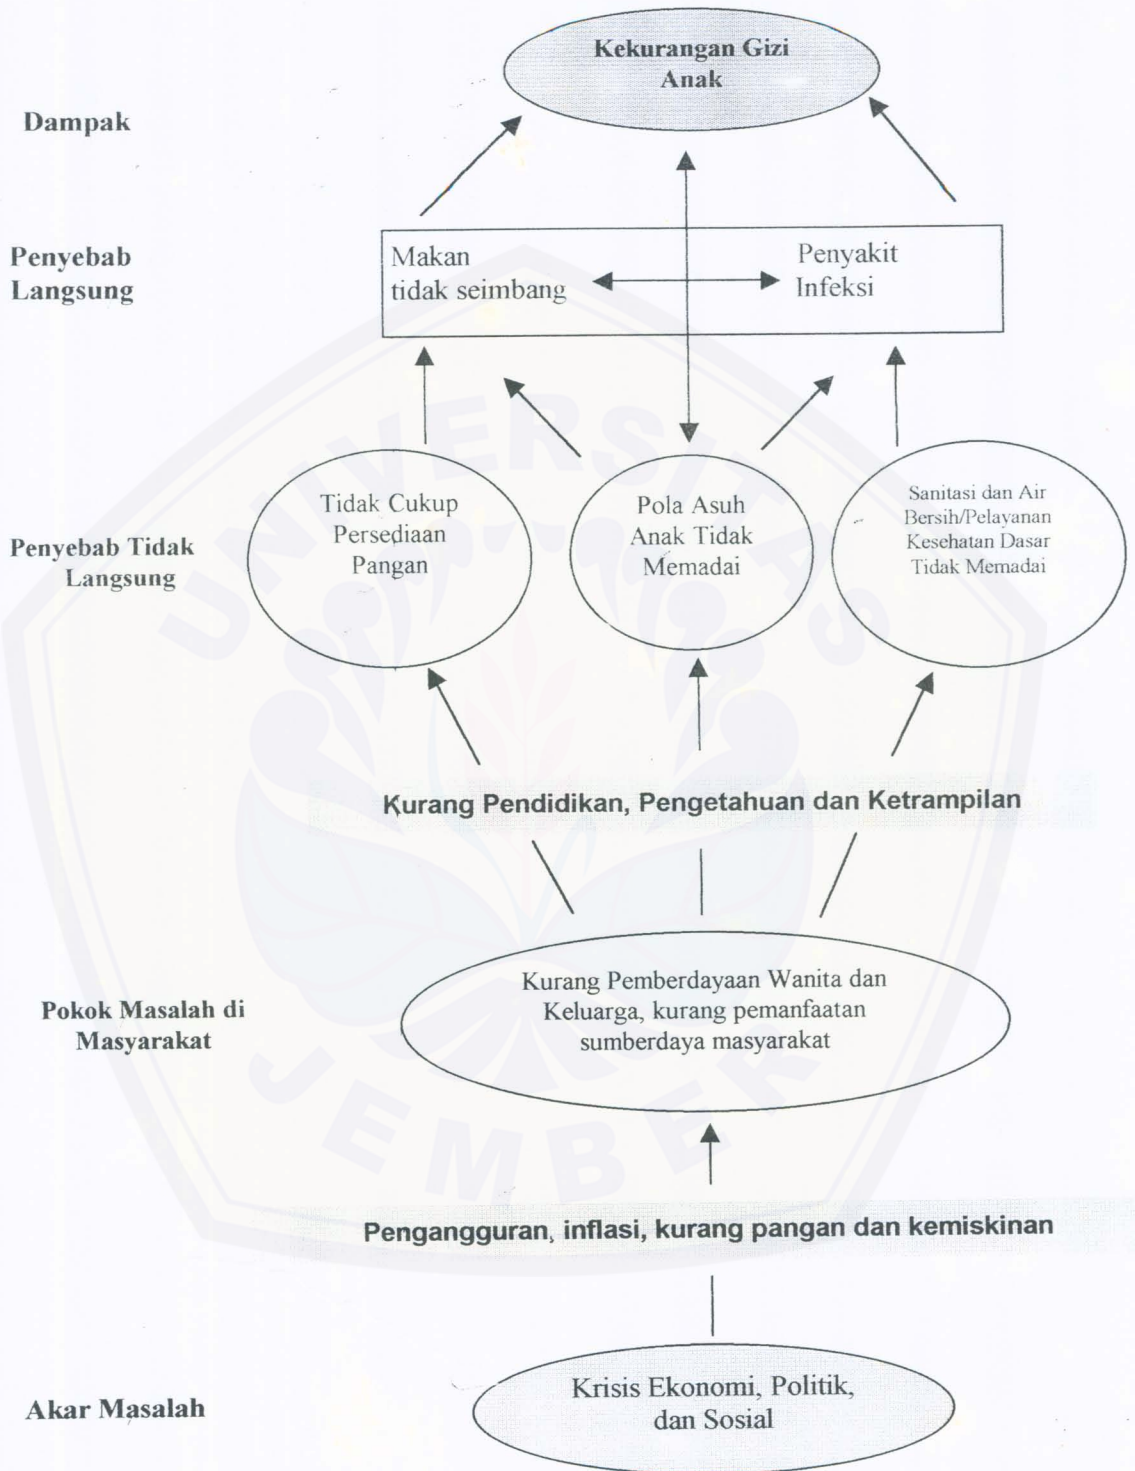 Kekurangan Gizi
Anak
Dampak
Penyebab
Langsung
Makan
tidak seimbang
Penyakit
Infeksi
Penyebab Tidak
Langsung
Tidak Cukup
Persediaan
Pangan
Pola Asuh
Anak Tidak
Memadai
Sanitasi dan Air
Bersih/Pelayanan
Kesehatan Dasar
Tidak Memadai
Kurang Pendidikan, Pengetahuan dan Ketrampilan
Pokok Masalah di
Masyarakat
Kurang Pemberdayaan Wanita dan
Keluarga, kurang pemanfaatan
sumberdaya masyarakat
Pengangguran, inflasi, kurang pangan dan kemiskinan
Akar Masalah
Krisis Ekonomi, Politik,
dan Sosial
UNIVERSITAS
JEMBER